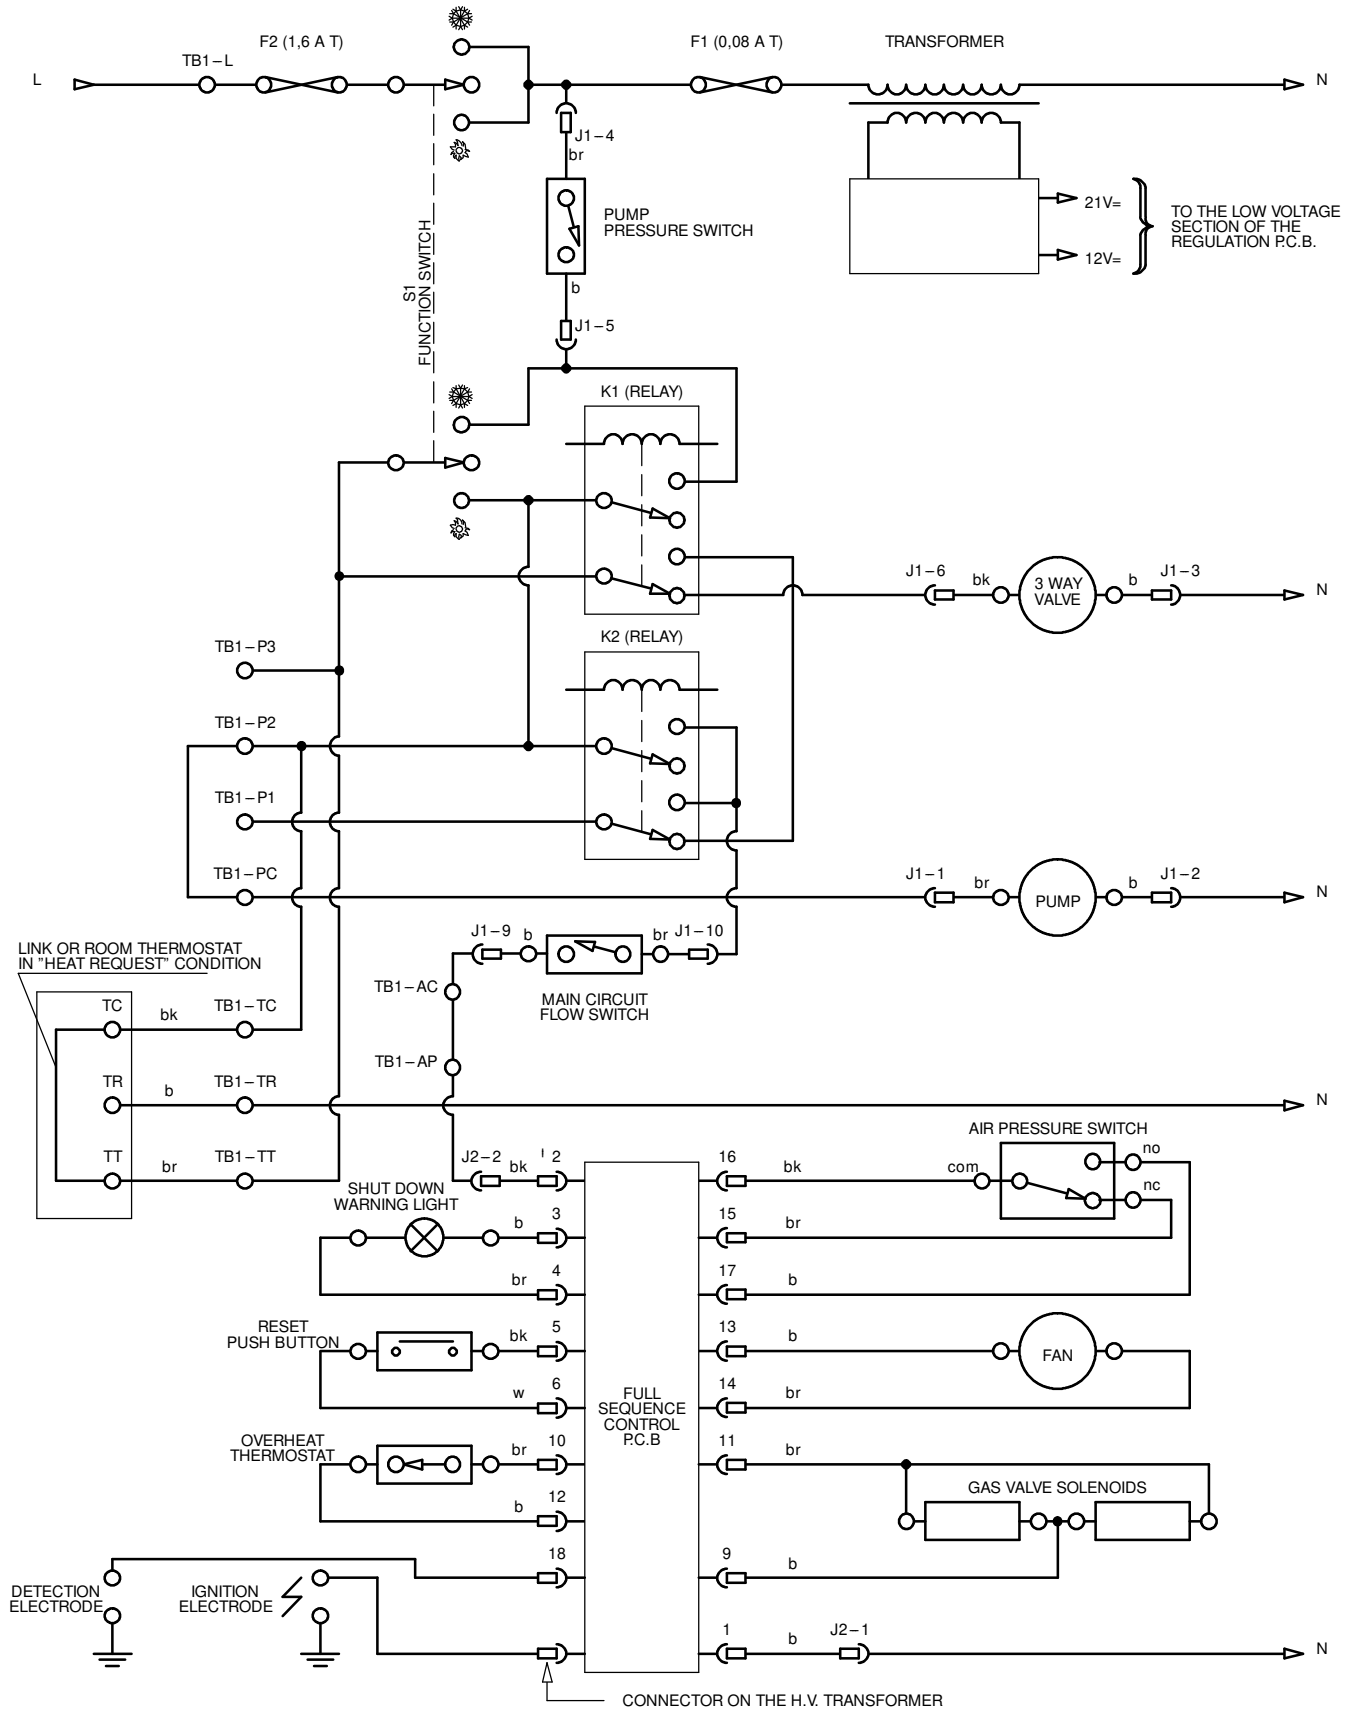 F2 (1,6 A T)
F1 (0,08 A T)
TRANSFORMER
TB1–L
L
N
J1–4
br
PUMP
PRESSURE SWITCH
21V=
12V=
TO THE LOW VOLTAGE
SECTION OF THE
REGULATION P.C.B.
S1
FUNCTION SWITCH
b
J1–5
K1 (RELAY)
J1–6
bk
3 WAY
VALVE
b
J1–3
N
K2 (RELAY)
TB1–P3
TB1–P2
TB1–P1
TB1–PC
J1–1
br
PUMP
b
J1–2
N
LINK OR ROOM THERMOSTAT
IN "HEAT REQUEST" CONDITION
J1–9
b
br
J1–10
MAIN CIRCUIT
FLOW SWITCH
TB1–AC
TB1–AP
TC
bk
TB1–TC
TR
b
TB1–TR
N
TT
br
TB1–TT
AIR PRESSURE SWITCH
no
nc
com
J2–2
bk
2
16
bk
SHUT DOWN
WARNING LIGHT
b
3
15
br
br
4
17
b
RESET
PUSH BUTTON
bk
5
13
b
FAN
w
6
14
br
FULL
SEQUENCE
CONTROL
P.C.B
OVERHEAT
THERMOSTAT
br
10
11
br
GAS VALVE SOLENOIDS
b
12
18
9
b
DETECTION
ELECTRODE
IGNITION
ELECTRODE
1
b
J2–1
N
CONNECTOR ON THE H.V. TRANSFORMER